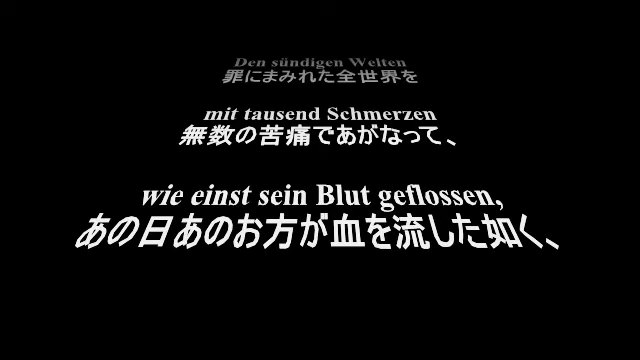 Den sündigen Welten
罪にまみれた全世界を
mit tausend Schmerzen
無数の苦痛であがなって、
wie einst sein Blut geflossen,
あの日あのお方が血を流した如く、